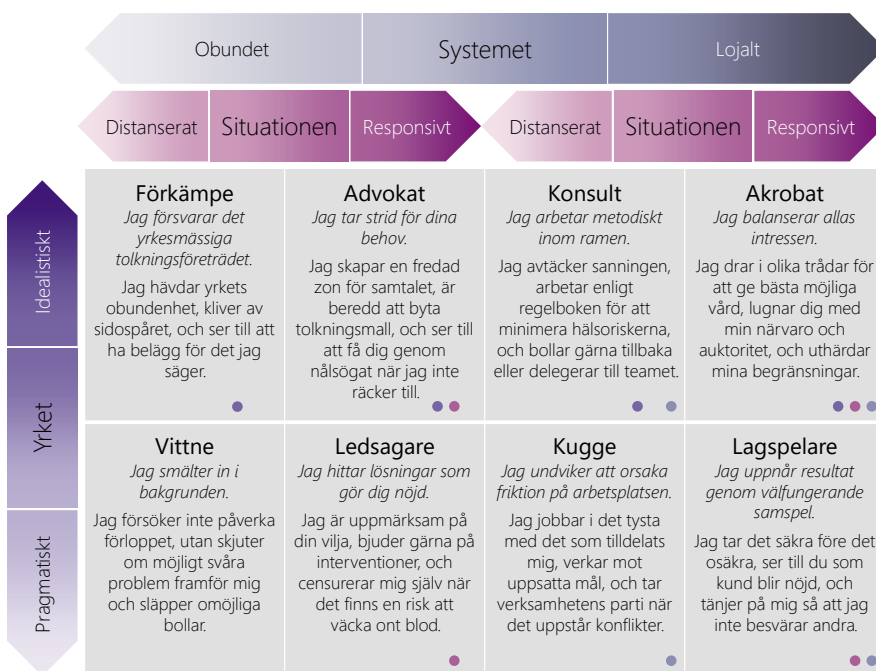 Obundet
Systemet
Lojalt
Distanserat
Situationen
Responsivt
Distanserat
Situationen
Responsivt
Idealistiskt
Yrket
Pragmatiskt
Förkämpe
Jag försvarar det
yrkesmässiga
tolkningsföreträdet.
Jag hävdar yrkets
obundenhet, kliver av
sidospåret, och ser till att
ha belägg för det jag
säger.
Advokat
Jag tar strid för dina
behov.
Jag skapar en fredad
zon för samtalet, är
beredd att byta
tolkningsmall, och ser till
att få dig genom
nålsögat när jag inte
räcker till.
Konsult
Jag arbetar metodiskt
inom ramen.
Jag avtäcker sanningen,
arbetar enligt
regelboken för att
minimera hälsoriskerna,
och bollar gärna tillbaka
eller delegerar till teamet.
Akrobat
Jag balanserar allas
intressen.
Jag drar i olika trådar för
att ge bästa möjliga
vård, lugnar dig med
min närvaro och
auktoritet, och uthärdar
mina begränsningar.
Vittne
Jag smälter in i
bakgrunden.
Jag försöker inte påverka
förloppet, utan skjuter
om möjligt svåra
problem framför mig
och släpper omöjliga
bollar.
Ledsagare
Jag hittar lösningar som
gör dig nöjd.
Jag är uppmärksam på
din vilja, bjuder gärna på
interventioner, och
censurerar mig själv när
det finns en risk att
väcka ont blod.
Kugge
Jag undviker att orsaka
friktion på arbetsplatsen.
Jag jobbar i det tysta
med det som tilldelats
mig, verkar mot
uppsatta mål, och tar
verksamhetens parti när
det uppstår konflikter.
Lagspelare
Jag uppnår resultat
genom välfungerande
samspel.
Jag tar det säkra före det
osäkra, ser till du som
kund blir nöjd, och
tänjer på mig så att jag
inte besvärar andra.